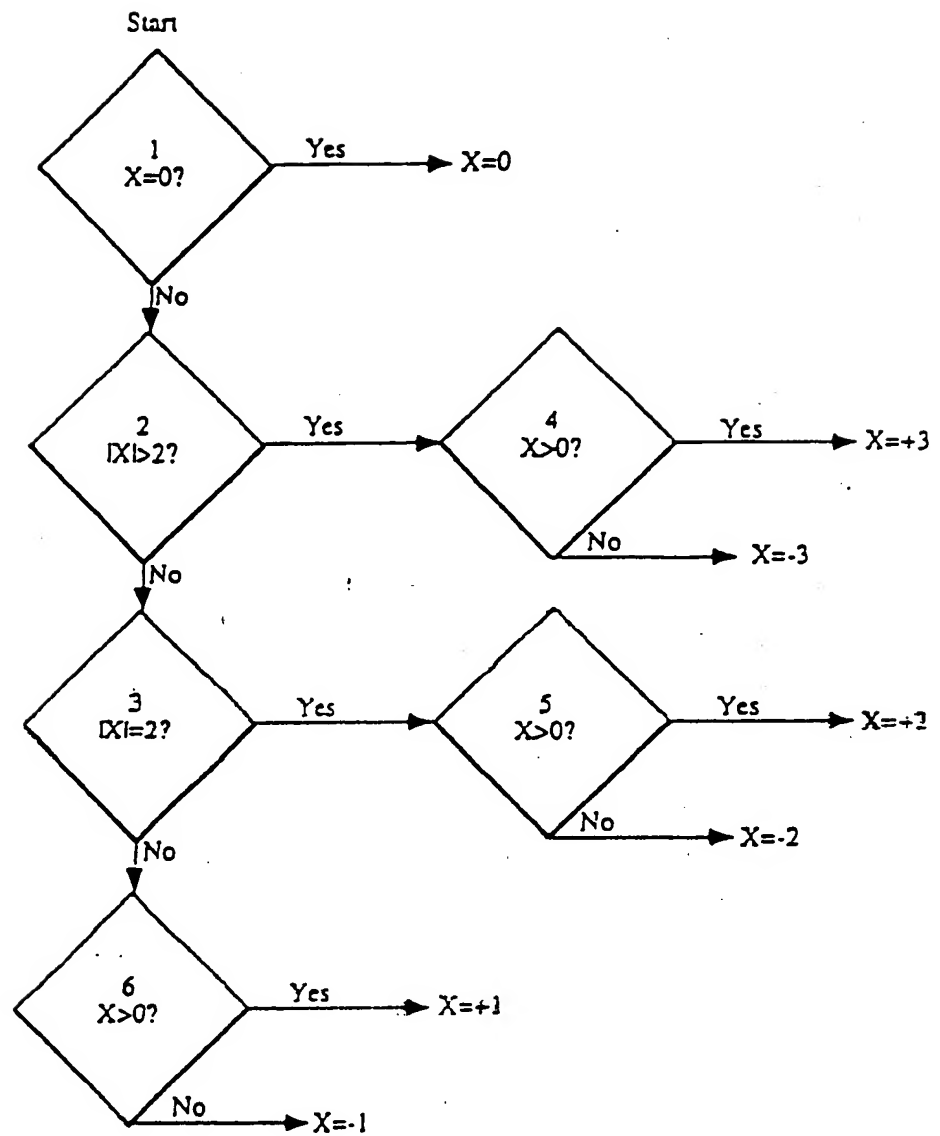 Start
1
X=0?
Yes
X=0
No
2
|X|>2?
Yes
4
X>0?
Yes
X=+3
No
X=-3
No
3
|X|=2?
Yes
5
X>0?
Yes
X=+2
No
X=-2
No
6
X>0?
Yes
X=+1
No
X=-1